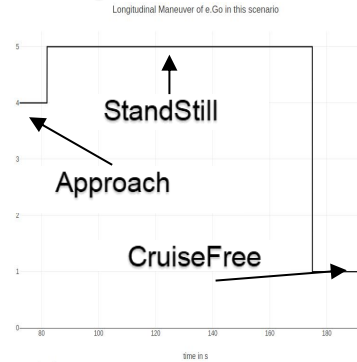 Longitudinal Maneuver of e.Go in this scenario
5
StandStill
4
3
Approach
2
CruiseFree
1
0
80 100 120 140 160 180
time in s